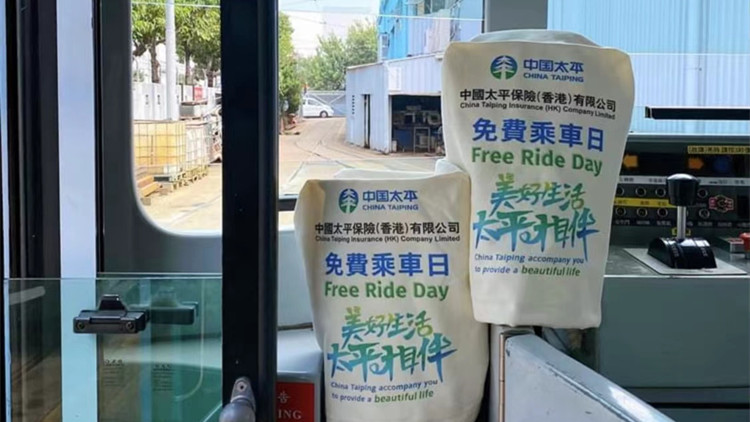 中国太平
CHINA TAIPING
中國太平保險(香港)有限公司
China Taiping Insurance (HK) Company Limited
免費乘車日
Free Ride Day
美好生活
太平相伴
China Taiping accompany you
to provide a beautiful life
中国太平
CHINA TAIPING
中國太平保險(香港)有限公司
China Taiping Insurance (HK) Company Limited
免費乘車日
Free Ride Day
美好生活
太平相伴
China Taiping accompany you
to provide a beautiful life